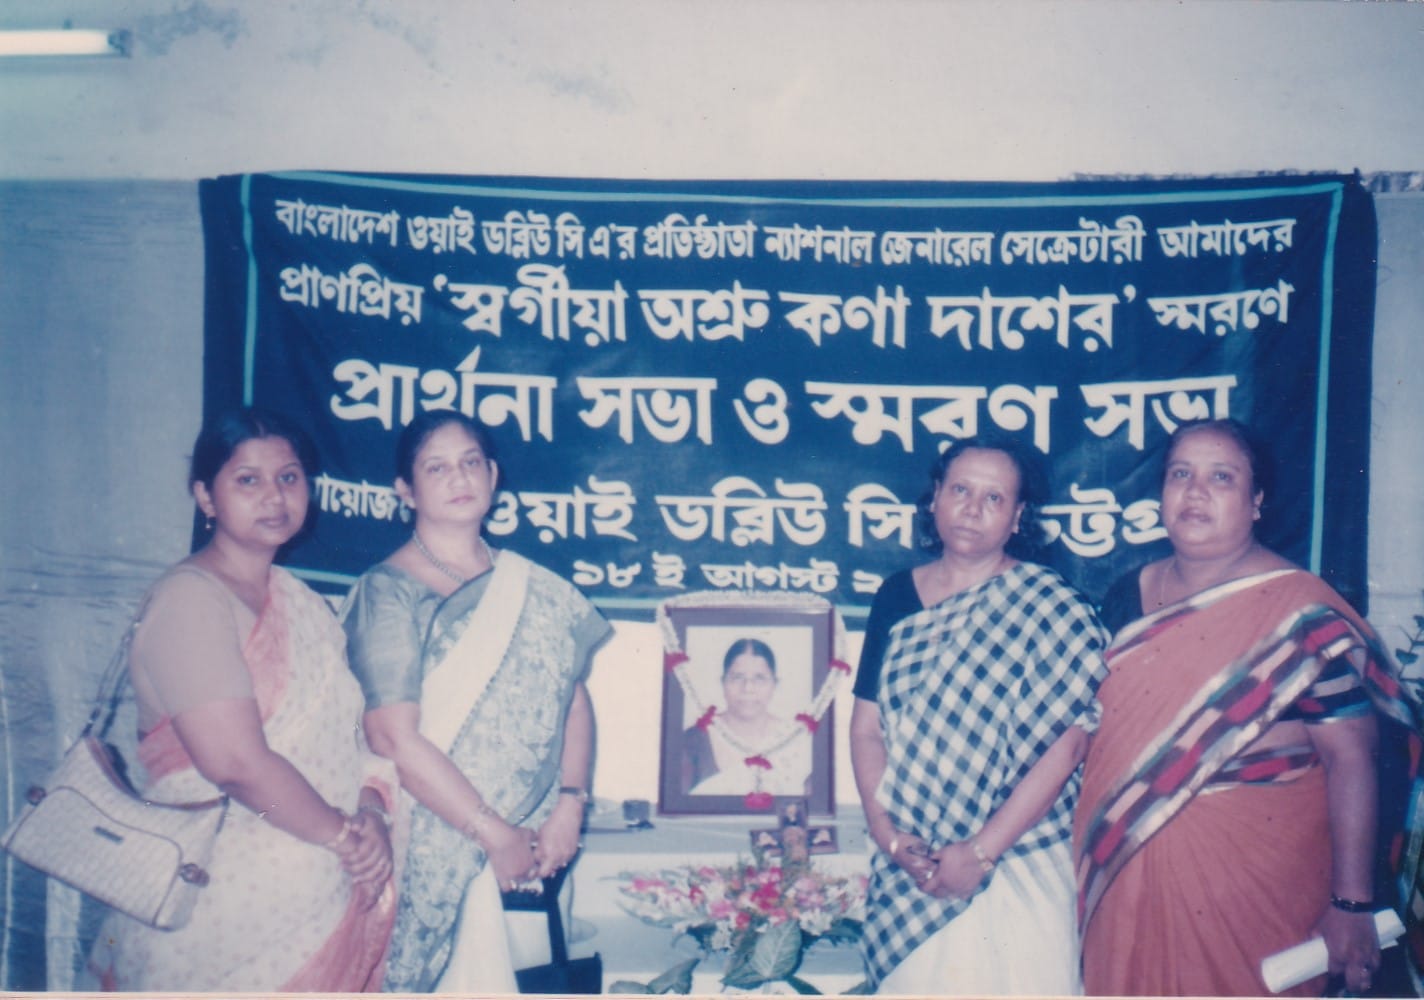 বাংলাদেশ ওয়াই ডব্লিউ সি এ'র প্রতিষ্ঠাতা ন্যাশনাল জেনারেল সেক্রেটারী আমাদের
প্রাণপ্রিয় 'স্বর্গীয়া অশ্রু কণা দাশের' স্মরণে
প্রার্থনা সভা ও স্মরণ সভা
ওয়াই ডব্লিউ সি
১৮ ই আগস্ট